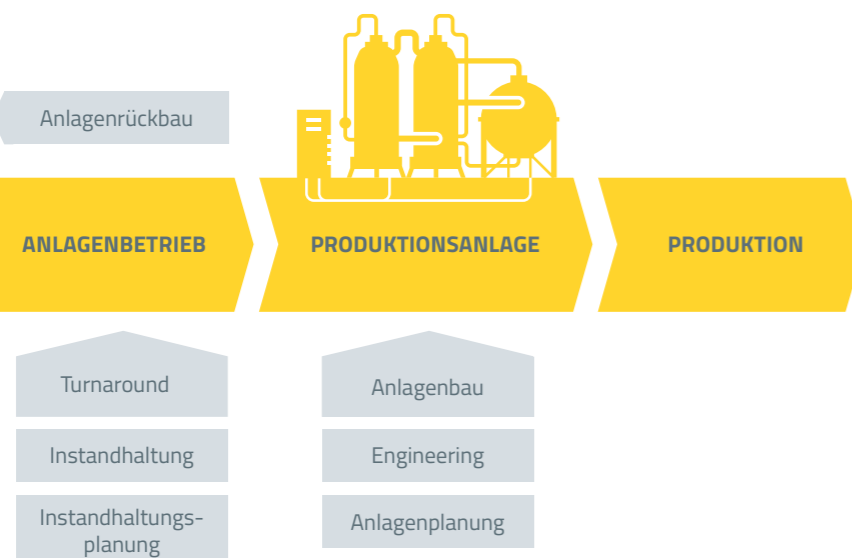 Anlagenrückbau
ANLAGENBETRIEB
PRODUKTIONSANLAGE
PRODUKTION
Turnaround
Instandhaltung
Instandhaltungs-
planung
Anlagenbau
Engineering
Anlagenplanung